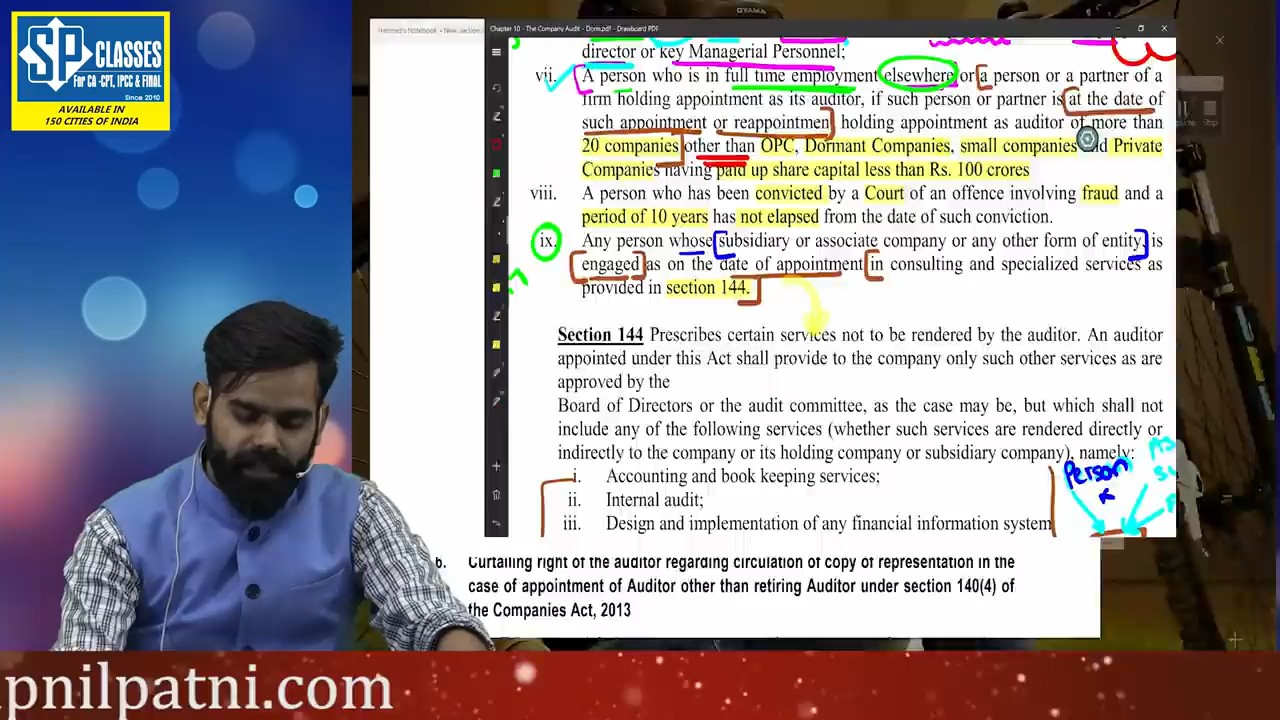 OYAMA
SP
CLASSES
For CA-CPT, IPCC & FINAL
Since 2010
AVAILABLE IN
150 CITIES OF INDIA
Chapter 10 - The Company Audit - Dorm.pdf - Drawboard PDF
director or key Managerial Personnel;
vii. A person who is in full time employment elsewhere or a person or a partner of a
firm holding appointment as its auditor, if such person or partner is at the date of
such appointment or reappointment holding appointment as auditor of more than
20 companies other than OPC, Dormant Companies, small companies and Private
Companies having paid up share capital less than Rs. 100 crores
viii. A person who has been convicted by a Court of an offence involving fraud and a
period of 10 years has not elapsed from the date of such conviction.
ix. Any person whose subsidiary or associate company or any other form of entity, is
engaged as on the date of appointment in consulting and specialized services as
provided in section 144.
Section 144 Prescribes certain services not to be rendered by the auditor. An auditor
appointed under this Act shall provide to the company only such other services as are
approved by the
Board of Directors or the audit committee, as the case may be, but which shall not
include any of the following services (whether such services are rendered directly or
indirectly to the company or its holding company or subsidiary company), namely:
i. Accounting and book keeping services;
ii. Internal audit;
iii. Design and implementation of any financial information system
Person
6. Curtailing right of the auditor regarding circulation of copy of representation in the
case of appointment of Auditor other than retiring Auditor under section 140(4) of
the Companies Act, 2013
pnilpatni.com